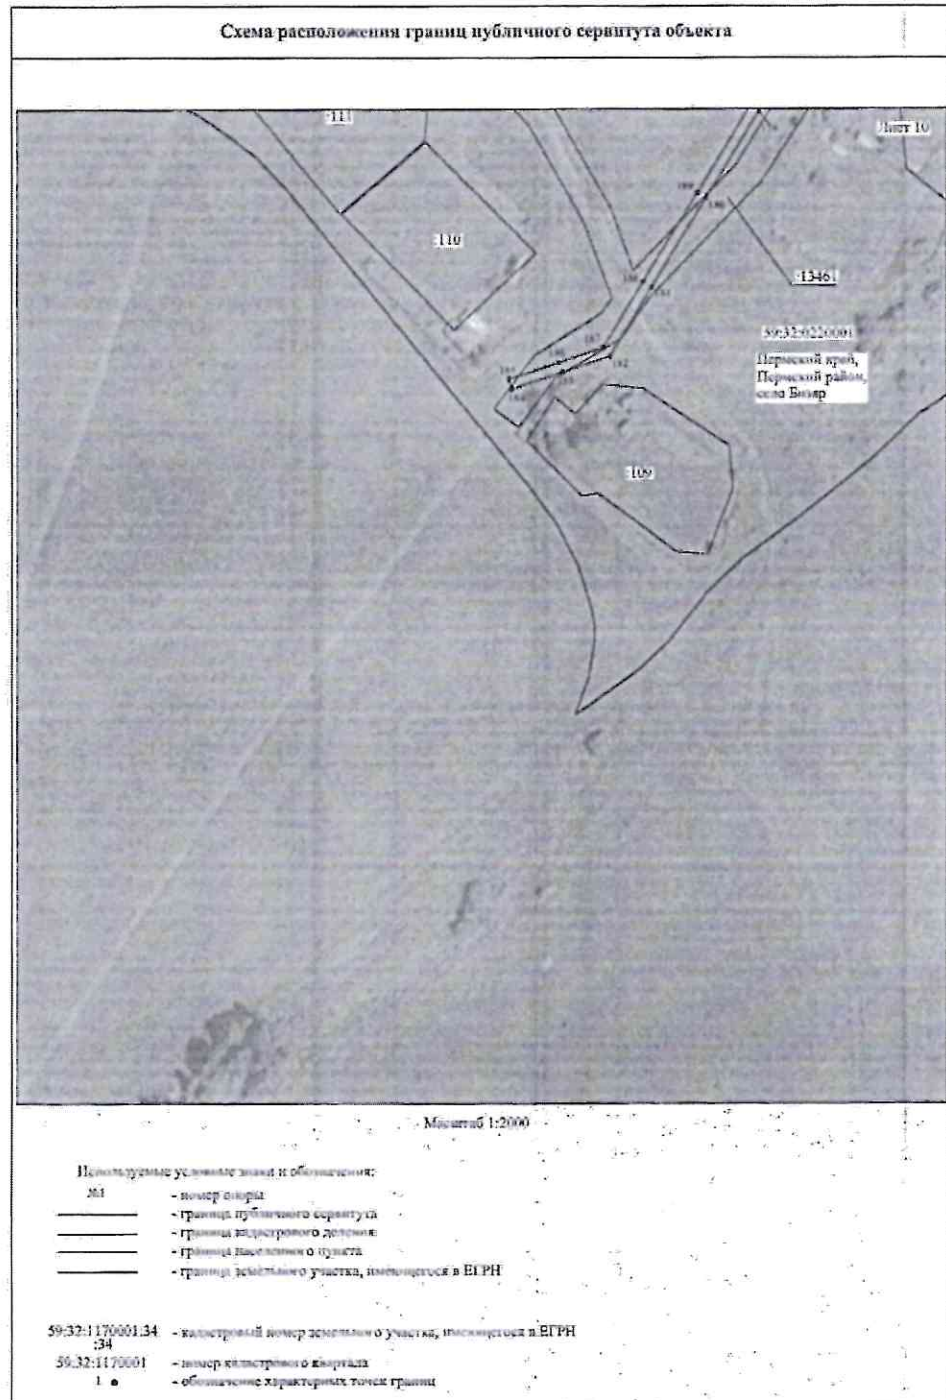 Схема расположения границ публичного сервитута объекта
:111
Лист 10
:110
:13461
59:32:0220001
Пермский край,
Пермский район,
село Бизяр
187
:109
Масштаб 1:2000
Используемые условные знаки и обозначения:
№1 - номер опоры
- граница публичного сервитута
- граница кадастрового деления
- граница населенного пункта
- граница земельного участка, имеющегося в ЕГРН
59:32:1170001:34 - кадастровый номер земельного участка, имеющегося в ЕГРН
:34
59:32:1170001 - номер кадастрового квартала
1 - обозначение характерных точек границ